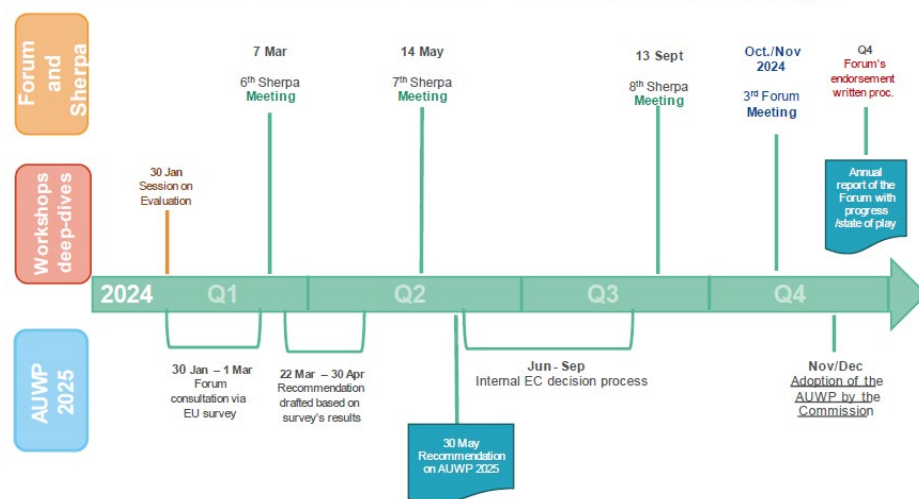 Forum
and
Sherpa
7 Mar
6th Sherpa
Meeting
14 May
7th Sherpa
Meeting
13 Sept
8th Sherpa
Meeting
Oct./Nov
2024
3rd Forum
Meeting
Q4
Forum's
endorsement
written proc.
Workshops
deep-dives
30 Jan
Session on
Evaluation
Annual
report of the
Forum with
progress
/state of play
2024
Q1
Q2
Q3
Q4
AUWP
2025
30 Jan – 1 Mar
Forum
consultation via
EU survey
22 Mar – 30 Apr
Recommendation
drafted based on
survey's results
Jun - Sep
Internal EC decision process
Nov/Dec
Adoption of the
AUWP by the
Commission
30 May
Recommendation
on AUWP 2025